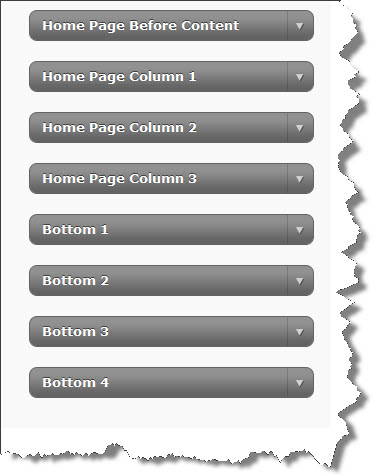 Home Page Before Content
Home Page Column 1
Home Page Column 2
Home Page Column 3
Bottom 1
Bottom 2
Bottom 3
Bottom 4